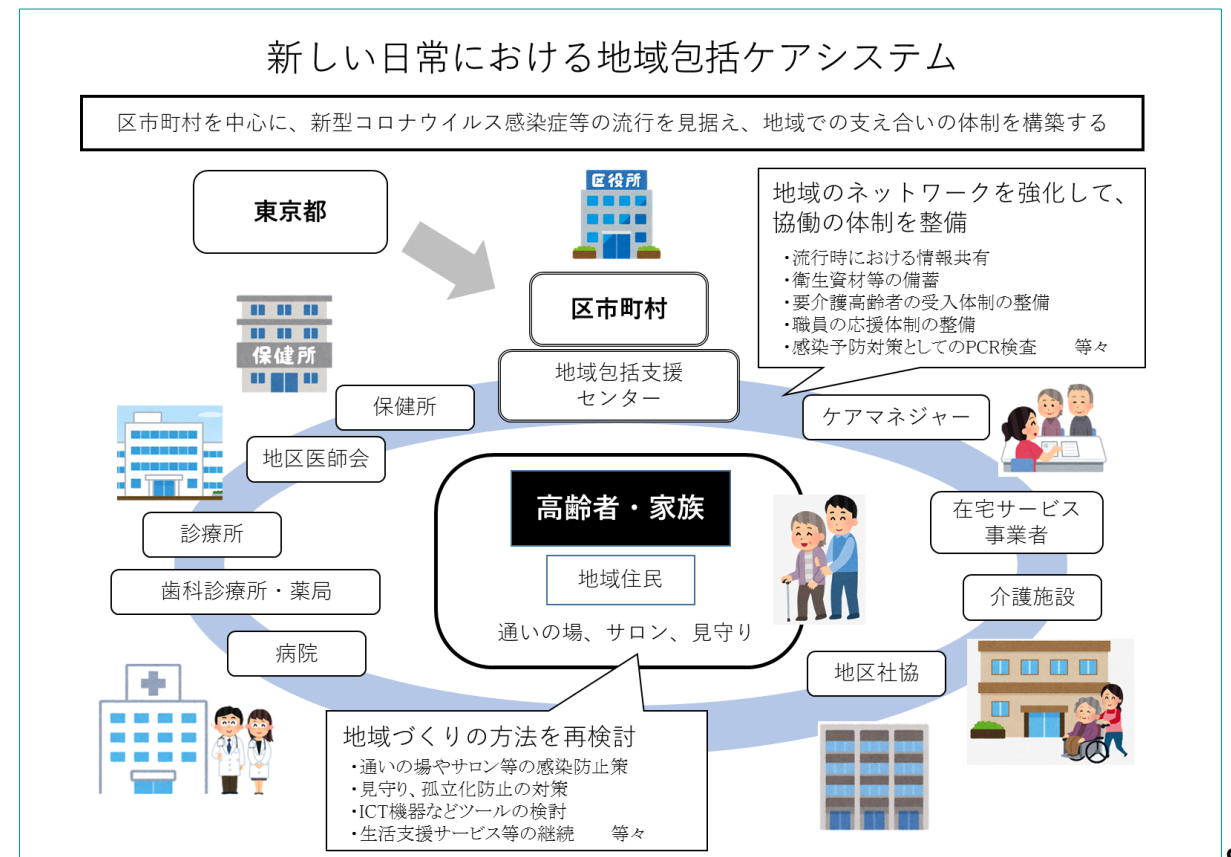 新しい日常における地域包括ケアシステム
区市町村を中心に、新型コロナウイルス感染症等の流行を見据え、地域での支え合いの体制を構築する
東京都
区役所
区市町村
地域包括支援
センター
地域のネットワークを強化して、
協働の体制を整備
・流行時における情報共有
・衛生資材等の備蓄
・要介護高齢者の受入体制の整備
・職員の応援体制の整備
・感染予防対策としてのPCR検査　　等々
保健所
保健所
地区医師会
診療所
歯科診療所・薬局
病院
ケアマネジャー
在宅サービス
事業者
介護施設
地区社協
高齢者・家族
地域住民
通いの場、サロン、見守り
地域づくりの方法を再検討
・通いの場やサロン等の感染防止策
・見守り、孤立化防止の対策
・ICT機器などツールの検討
・生活支援サービス等の継続　　等々